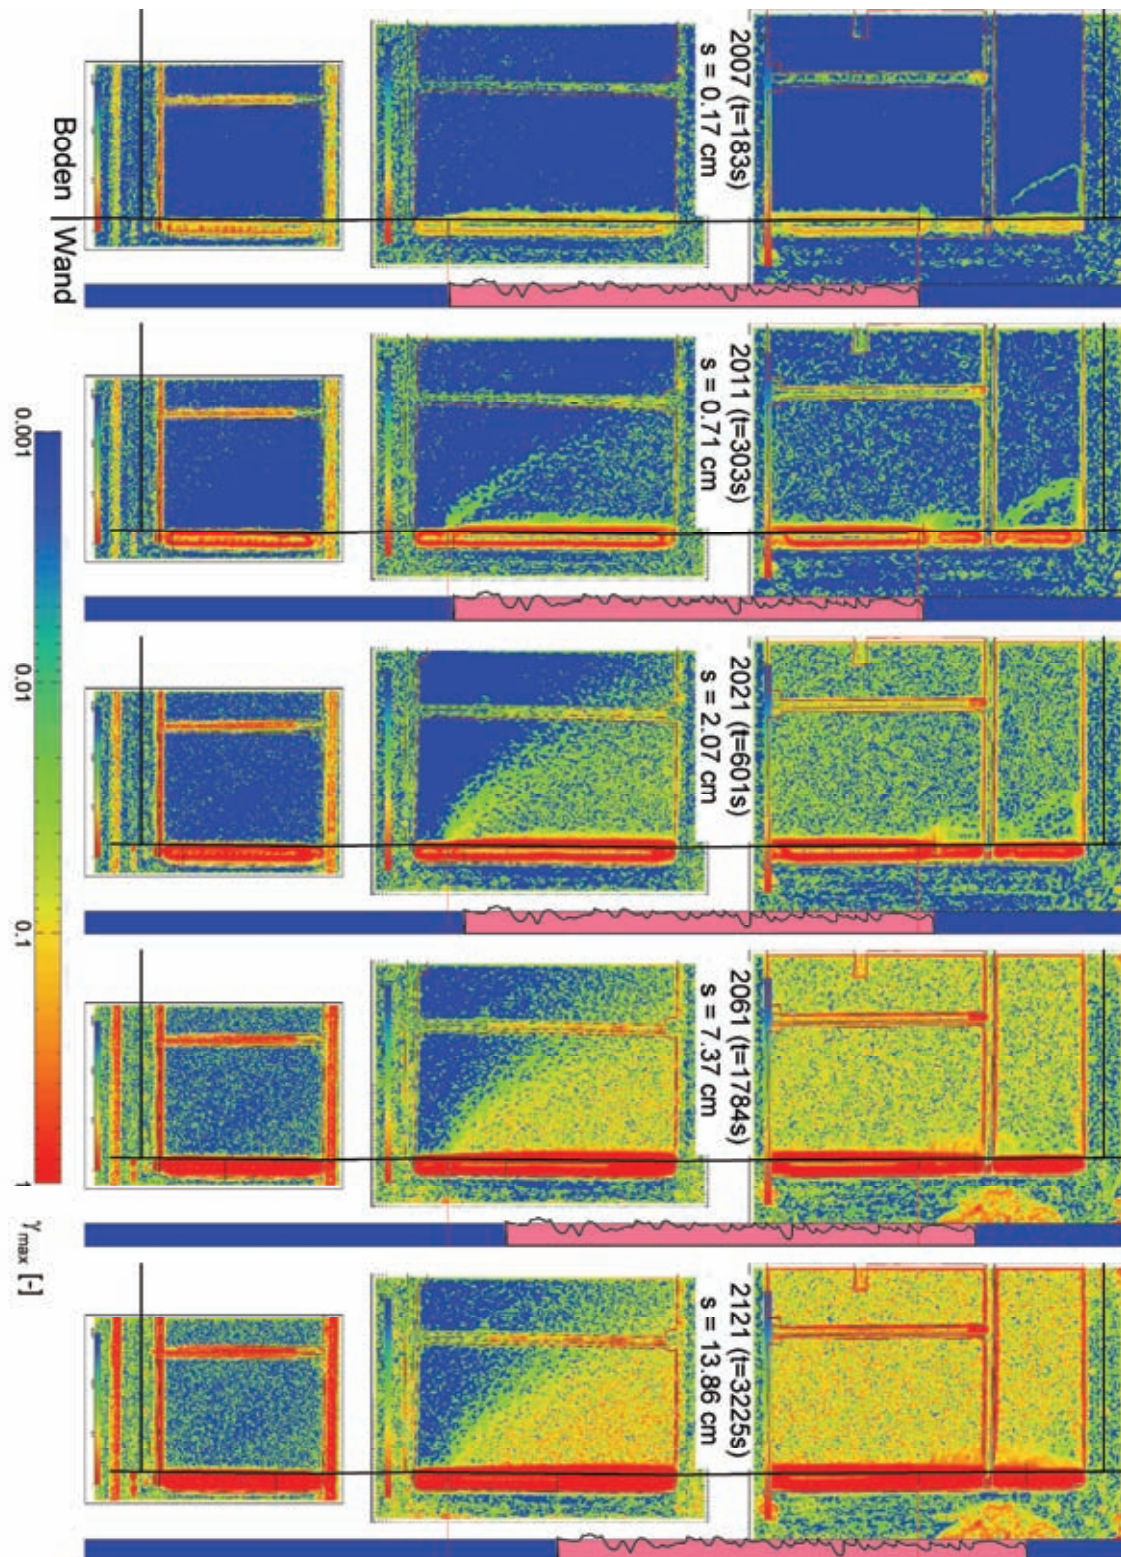 2007 (t=183s)
s = 0.17 cm
Boden
Wand
2011 (t=303s)
s = 0.71 cm
2021 (t=601s)
s = 2.07 cm
2061 (t=1784s)
s = 7.37 cm
2121 (t=3225s)
s = 13.86 cm
0.001
0.01
0.1
1
γmax [-]